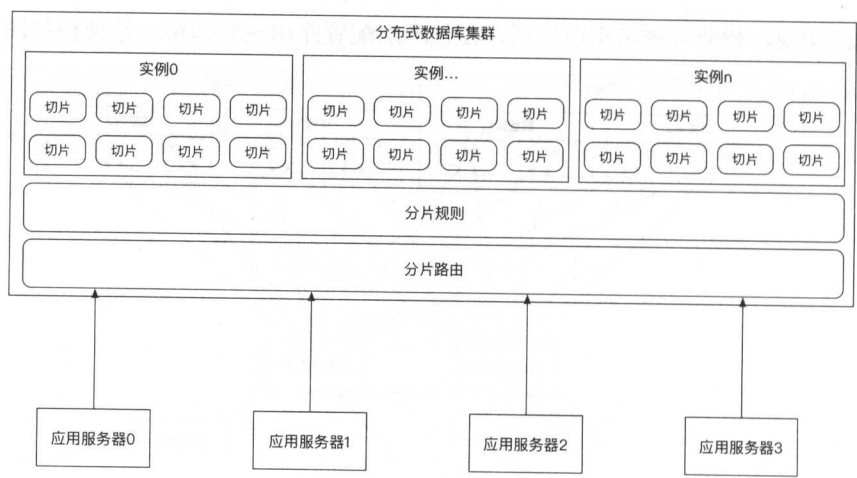 分布式数据库集群
实例0
实例...
实例n
切片 切片 切片 切片
切片 切片 切片 切片
切片 切片 切片 切片
切片 切片 切片 切片
切片 切片 切片 切片
切片 切片 切片 切片
分片规则
分片路由
应用服务器0
应用服务器1
应用服务器2
应用服务器3